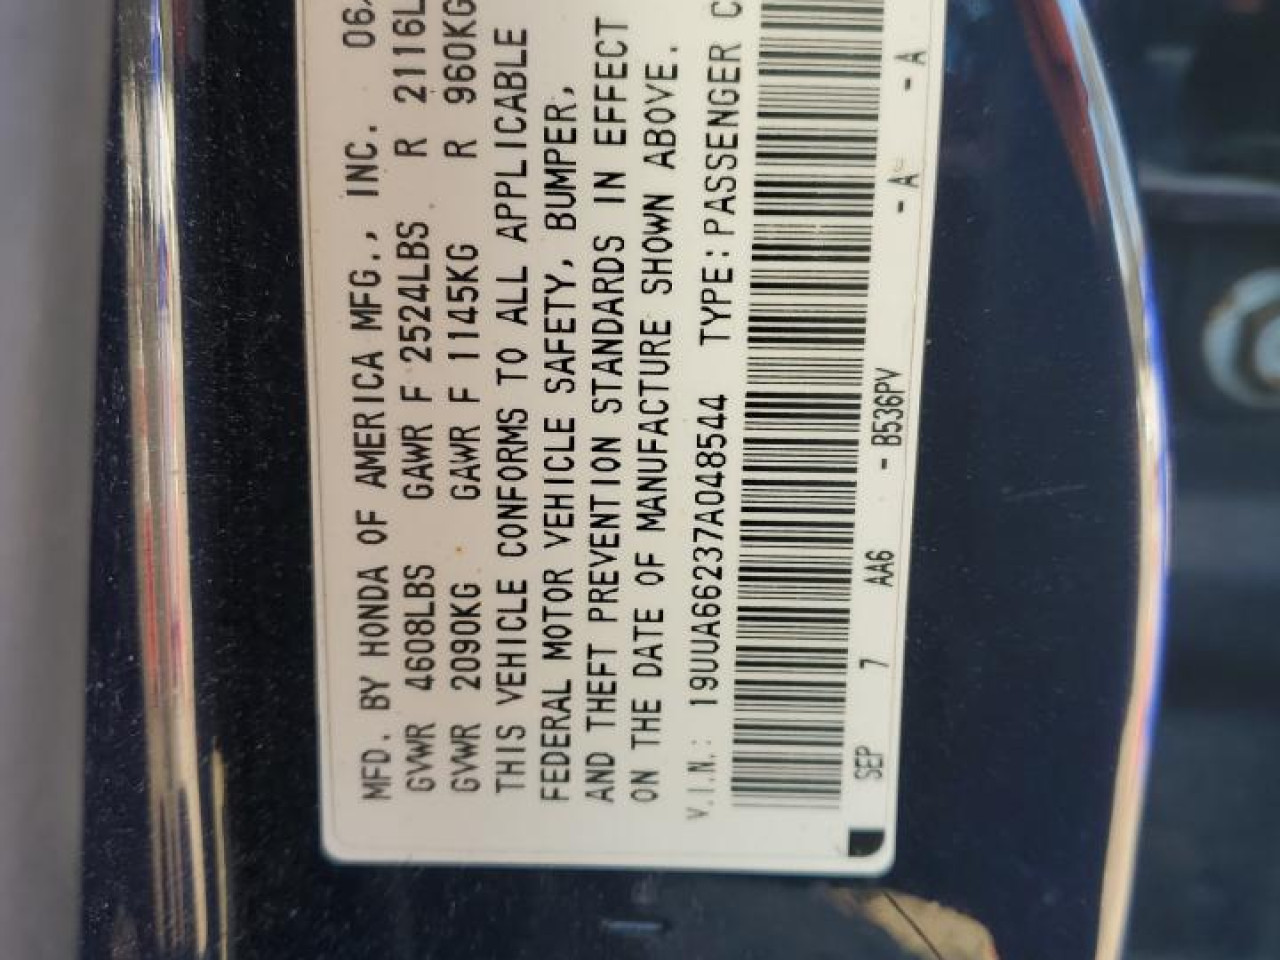 MFD. BY HONDA OF AMERICA MFG., INC. 06
GVWR 4608LBS GAWR F 2524LBS R 2116L
GVWR 2090KG GAWR F 1145KG R 960KG
THIS VEHICLE CONFORMS TO ALL APPLICABLE
FEDERAL MOTOR VEHICLE SAFETY, BUMPER,
AND THEFT PREVENTION STANDARDS IN EFFECT
ON THE DATE OF MANUFACTURE SHOWN ABOVE.
V.I.N.: 19UUA66237A048544 TYPE:PASSENGER C
SEP 7 AA6 - B536PV - A - A